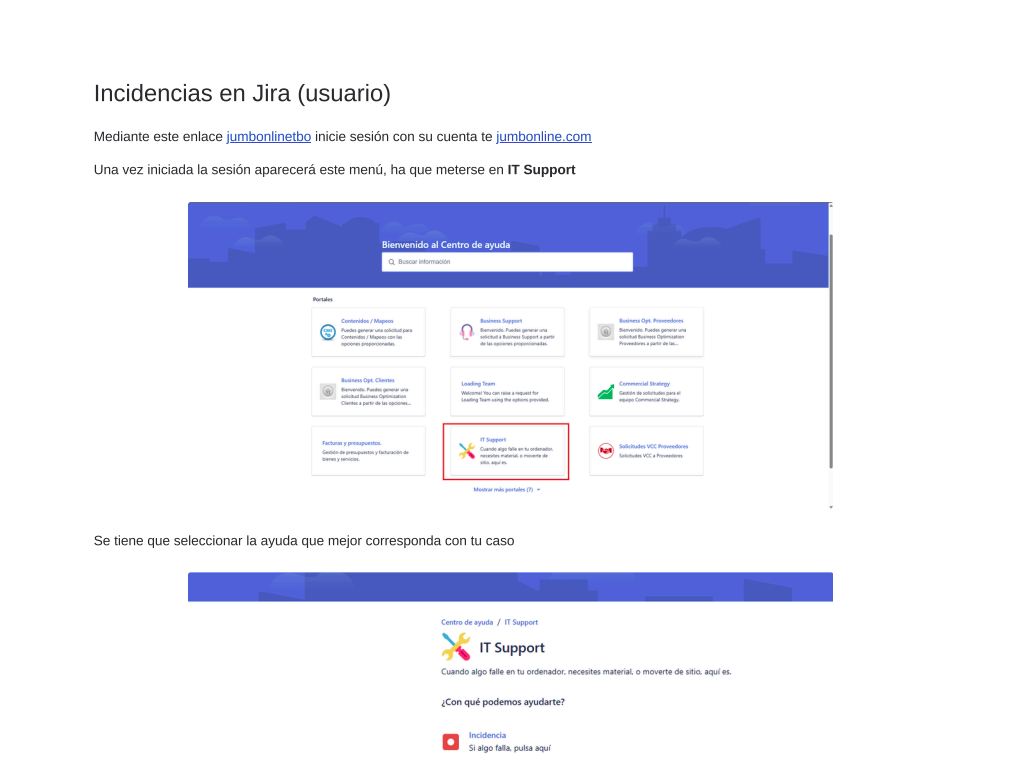 Incidencias en Jira (usuario)
Mediante este enlace jumbonlinetbo inicie sesión con su cuenta te jumbonline.com
Una vez iniciada la sesión aparecerá este menú, ha que meterse en IT Support
Bienvenido al Centro de ayuda
Buscar información
Portales
Contenidos / Mapeos
Puedes generar una solicitud para
Contenidos / Mapeos con las
opciones proporcionadas.
Business Support
Bienvenido. Puedes generar una
solicitud a Business Support a partir
de las opciones proporcionadas.
Business Opt. Proveedores
Bienvenido. Puedes generar una
solicitud Business Optimization
Proveedores a partir de las...
Business Opt. Clientes
Bienvenido. Puedes generar una
solicitud Business Optimization
Clientes a partir de las opciones...
Loading Team
Welcome! You can raise a request for
Loading Team using the options provided.
Commercial Strategy
Gestión de solicitudes para el
equipo Commercial Strategy.
Facturas y presupuestos.
Gestión de presupuestos y facturación de
bienes y servicios.
IT Support
Cuando algo falle en tu ordenador,
necesites material, o moverte de
sitio, aquí es.
Solicitudes VCC Proveedores
Solicitudes VCC a Proveedores
Mostrar más portales (7)
Se tiene que seleccionar la ayuda que mejor corresponda con tu caso
Centro de ayuda / IT Support
IT Support
Cuando algo falle en tu ordenador, necesites material, o moverte de sitio, aquí es.
¿Con qué podemos ayudarte?
Incidencia
Si algo falla, pulsa aquí